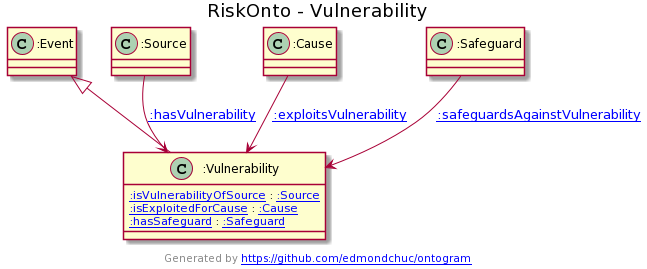 RiskOnto - Vulnerability
C :Event
C :Source
C :Cause
C :Safeguard
:hasVulnerability
:exploitsVulnerability
:safeguardsAgainstVulnerability
C :Vulnerability
:isVulnerabilityOfSource : :Source
:isExploitedForCause : :Cause
:hasSafeguard : :Safeguard
Generated by https://github.com/edmondchuc/ontogram